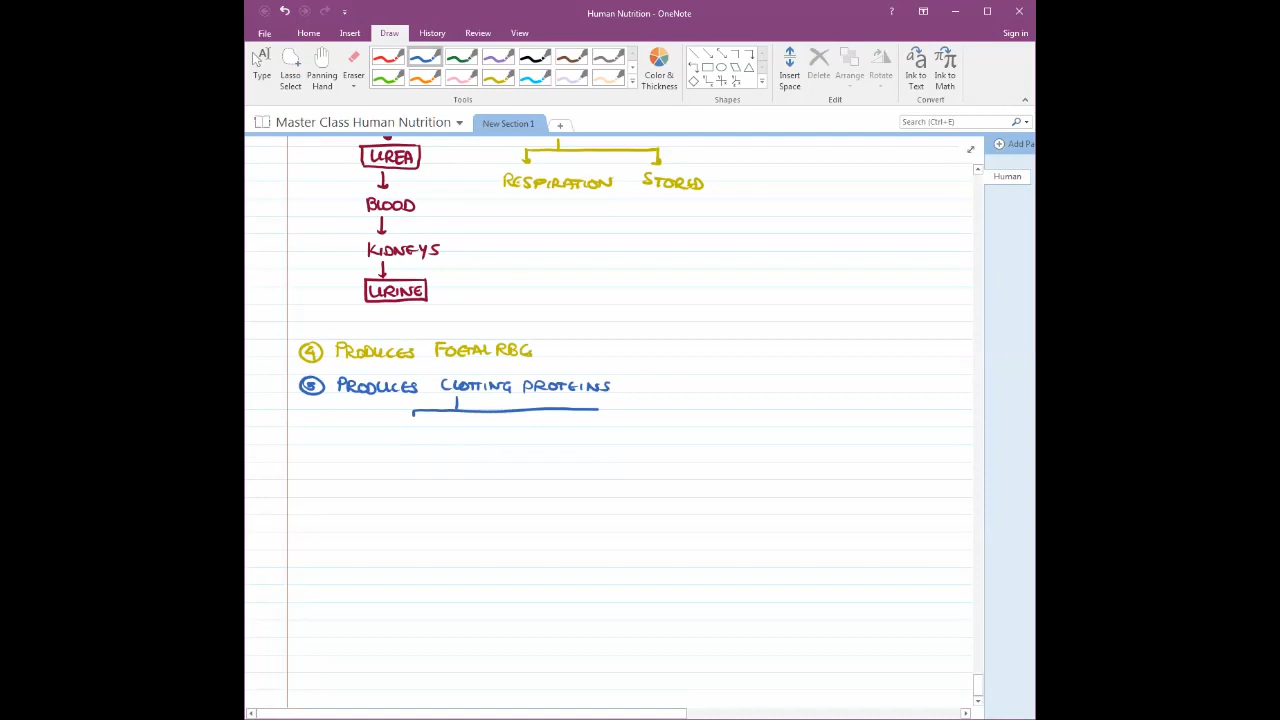 Human Nutrition - OneNote
?
File Home Insert Draw History Review View Sign in
Type
Lasso Select
Panning Hand
Eraser
Color & Thickness
Insert Space
Delete
Arrange
Rotate
Ink to Text
Ink to Math
Tools Shapes Edit Convert
Master Class Human Nutrition New Section 1 Search (Ctrl+E)
Add Pa
Human
UREA
RESPIRATION STORED
BLOOD
KIDNEYS
URINE
4 PRODUCES FOETAL RBC
5 PRODUCES CLOTTING PROTEINS